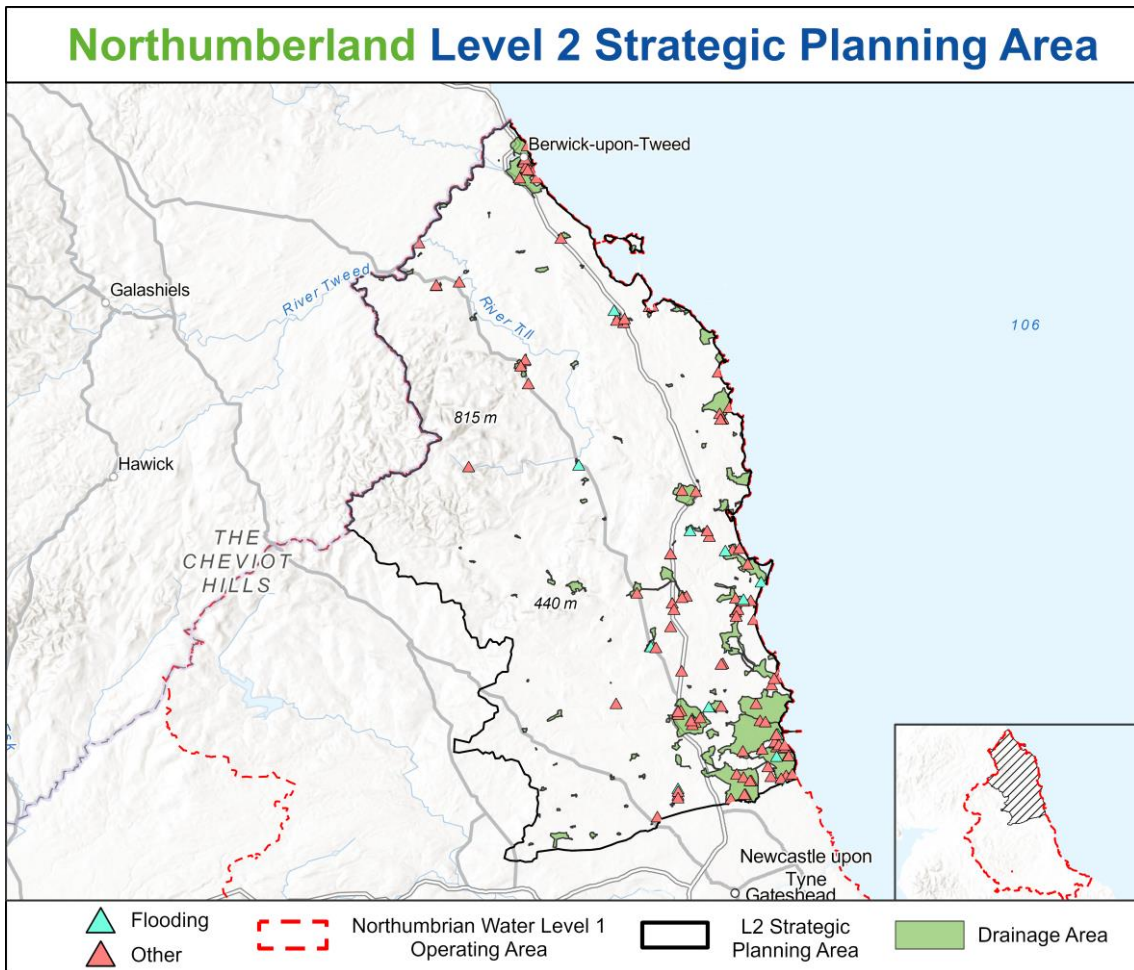 Northumberland Level 2 Strategic Planning Area
Berwick-upon-Tweed
Galashiels
River Tweed
River Till
106
815 m
Hawick
THE
CHEVIOT
HILLS
440 m
Newcastle upon
Tyne
Gateshead
Flooding
Other
Northumbrian Water Level 1
Operating Area
L2 Strategic
Planning Area
Drainage Area